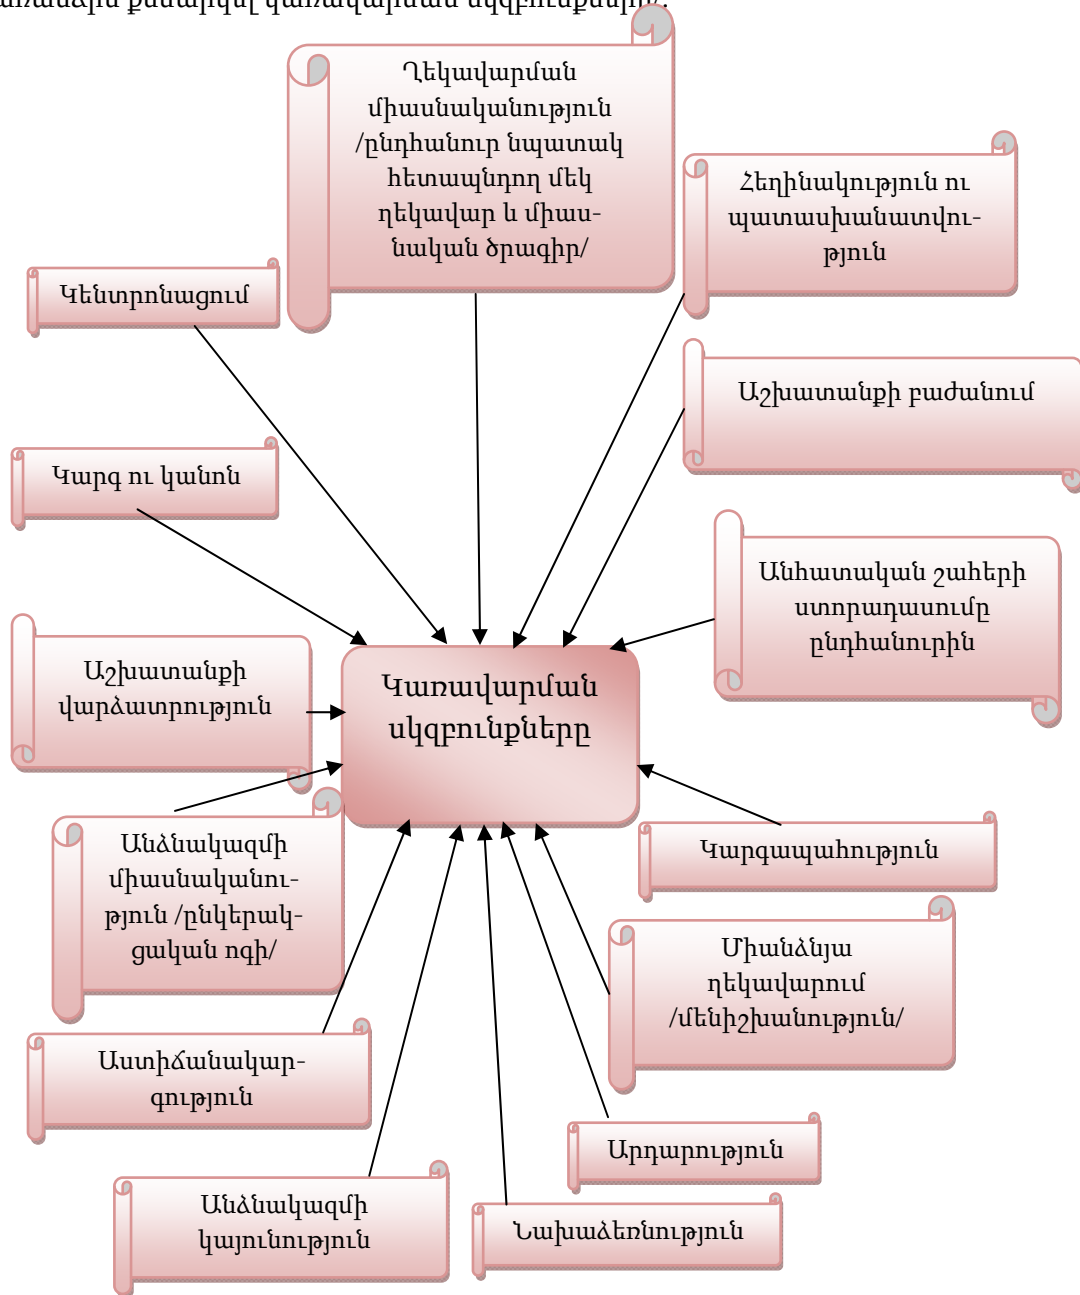 Ղեկավարման
միասնականություն
/ընդհանուր նպատակ
հետապնդող մեկ
ղեկավար և միաս-
նական ծրագիր/
Հեղինակություն ու
պատասխանատվու-
թյուն
Կենտրոնացում
Աշխատանքի բաժանում
Կարգ ու կանոն
Անհատական շահերի
ստորադասումը
ընդհանուրին
Աշխատանքի
վարձատրություն
Կառավարման
սկզբունքները
Անձնակազմի
միասնականու-
թյուն /ընկերակ-
ցական ոգի/
Կարգապահություն
Միանձնյա
ղեկավարում
/մենիշխանություն/
Աստիճանակար-
գություն
Արդարություն
Անձնակազմի
կայունություն
Նախաձեռնություն